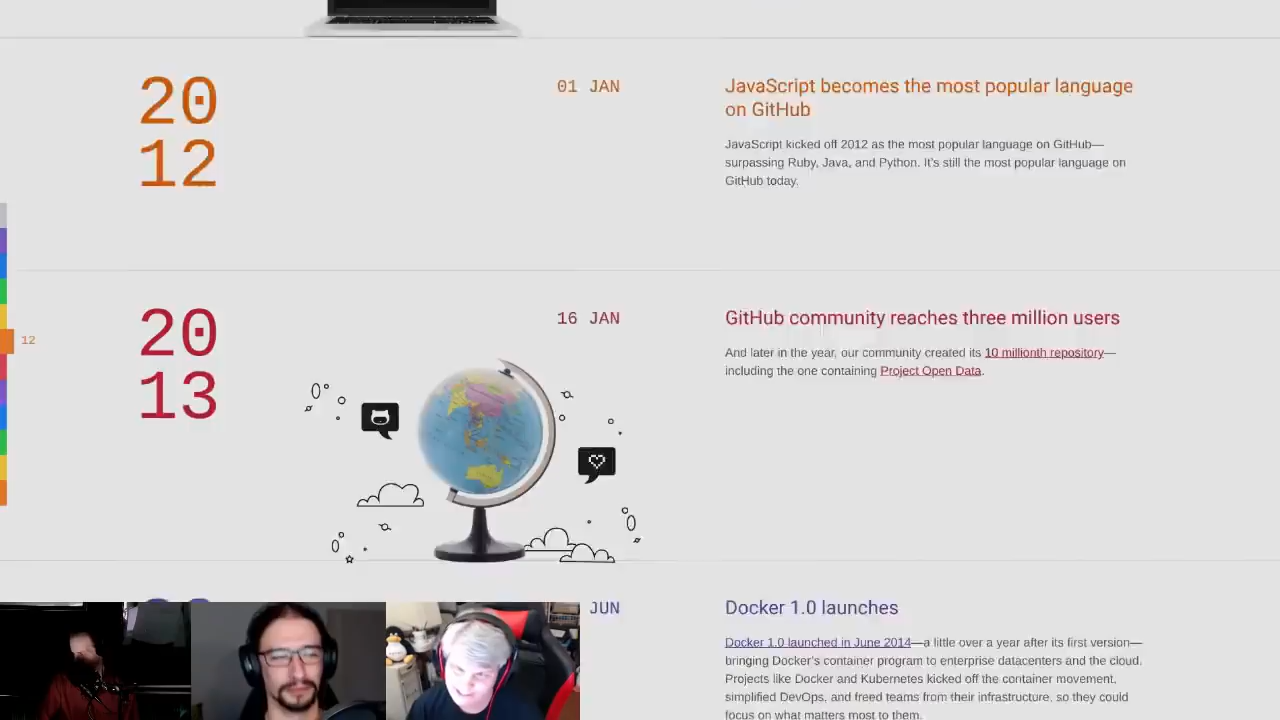 20
12
01 JAN
JavaScript becomes the most popular language
on GitHub
JavaScript kicked off 2012 as the most popular language on GitHub—
surpassing Ruby, Java, and Python. It's still the most popular language on
GitHub today.
12
20
13
16 JAN
GitHub community reaches three million users
And later in the year, our community created its 10 millionth repository—
including the one containing Project Open Data.
JUN
Docker 1.0 launches
Docker 1.0 launched in June 2014—a little over a year after its first version—
bringing Docker's container program to enterprise datacenters and the cloud.
Projects like Docker and Kubernetes kicked off the container movement,
simplified DevOps, and freed teams from their infrastructure, so they could
focus on what matters most to them.